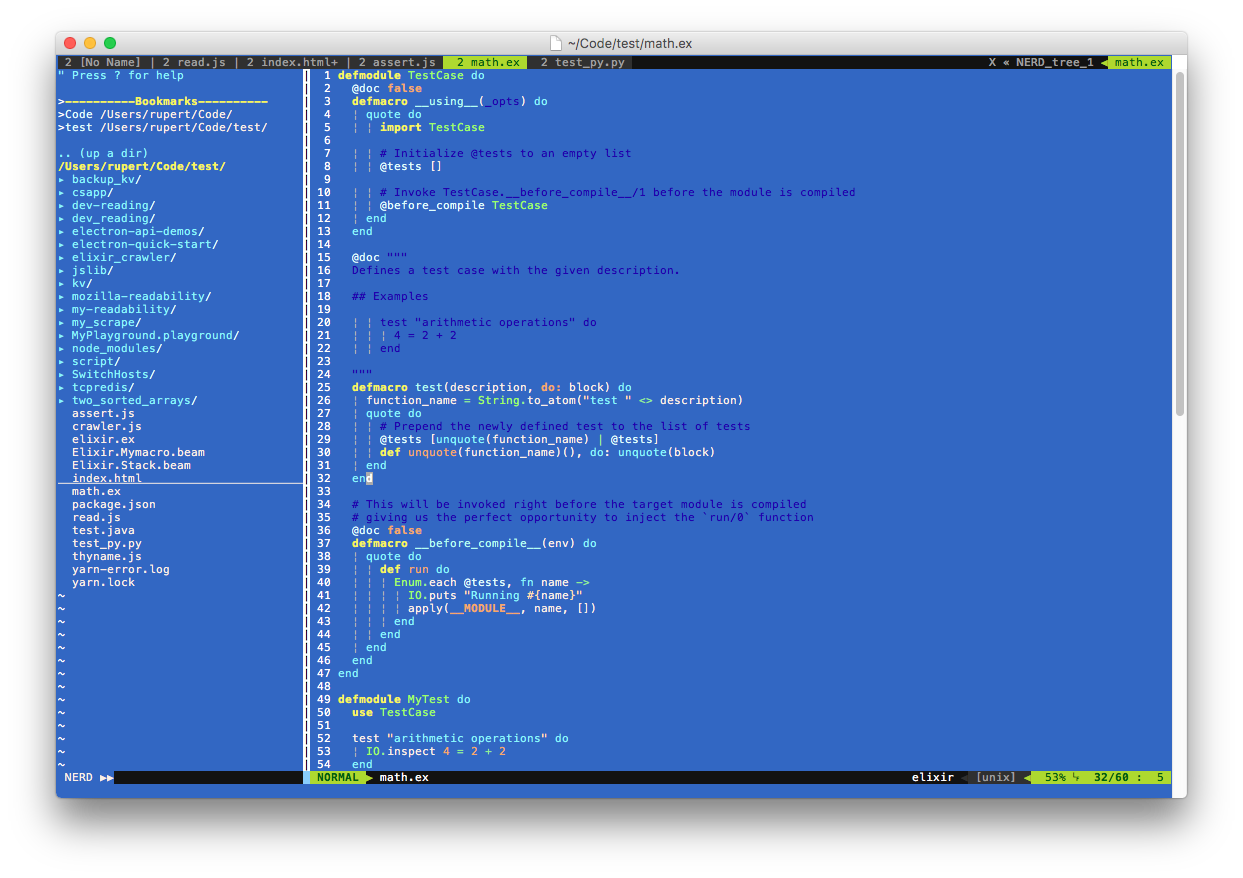 ~/Code/test/math.ex
2 [No Name] | 2 read.js | 2 index.html+ | 2 assert.js 2 math.ex 2 test_py.py X « NERD_tree_1 math.ex
" Press ? for help
>----------Bookmarks----------
>Code /Users/rupert/Code/
>test /Users/rupert/Code/test/
.. (up a dir)
/Users/rupert/Code/test/
▸ backup_kv/
▸ csapp/
▸ dev-reading/
▸ dev_reading/
▸ electron-api-demos/
▸ electron-quick-start/
▸ elixir_crawler/
▸ jslib/
▸ kv/
▸ mozilla-readability/
▸ my-readability/
▸ my_scrape/
▸ MyPlayground.playground/
▸ node_modules/
▸ script/
▸ SwitchHosts/
▸ tcpredis/
▸ two_sorted_arrays/
assert.js
crawler.js
elixir.ex
Elixir.Mymacro.beam
Elixir.Stack.beam
index.html
math.ex
package.json
read.js
test.java
test_py.py
thyname.js
yarn-error.log
yarn.lock
~
~
~
~
~
~
~
~
~
~
~
~
~
~
NERD ▶▶
1 defmodule TestCase do
2   @doc false
3   defmacro __using__(_opts) do
4   ¦ quote do
5   ¦ ¦ import TestCase
6
7   ¦ ¦ # Initialize @tests to an empty list
8   ¦ ¦ @tests []
9
10   ¦ ¦ # Invoke TestCase.__before_compile__/1 before the module is compiled
11   ¦ ¦ @before_compile TestCase
12   ¦ end
13   end
14
15   @doc """
16   Defines a test case with the given description.
17
18   ## Examples
19
20   ¦ ¦ test "arithmetic operations" do
21   ¦ ¦ ¦ 4 = 2 + 2
22   ¦ ¦ end
23
24   """
25   defmacro test(description, do: block) do
26   ¦ function_name = String.to_atom("test " <> description)
27   ¦ quote do
28   ¦ ¦ # Prepend the newly defined test to the list of tests
29   ¦ ¦ @tests [unquote(function_name) | @tests]
30   ¦ ¦ def unquote(function_name)(), do: unquote(block)
31   ¦ end
32   end
33
34   # This will be invoked right before the target module is compiled
35   # giving us the perfect opportunity to inject the `run/0` function
36   @doc false
37   defmacro __before_compile__(env) do
38   ¦ quote do
39   ¦ ¦ def run do
40   ¦ ¦ ¦ Enum.each @tests, fn name ->
41   ¦ ¦ ¦ ¦ IO.puts "Running #{name}"
42   ¦ ¦ ¦ ¦ apply(__MODULE__, name, [])
43   ¦ ¦ ¦ end
44   ¦ ¦ end
45   ¦ end
46   end
47 end
48
49 defmodule MyTest do
50   use TestCase
51
52   test "arithmetic operations" do
53   ¦ IO.inspect 4 = 2 + 2
54   end
NORMAL math.ex elixir [unix] 53% 32/60 : 5